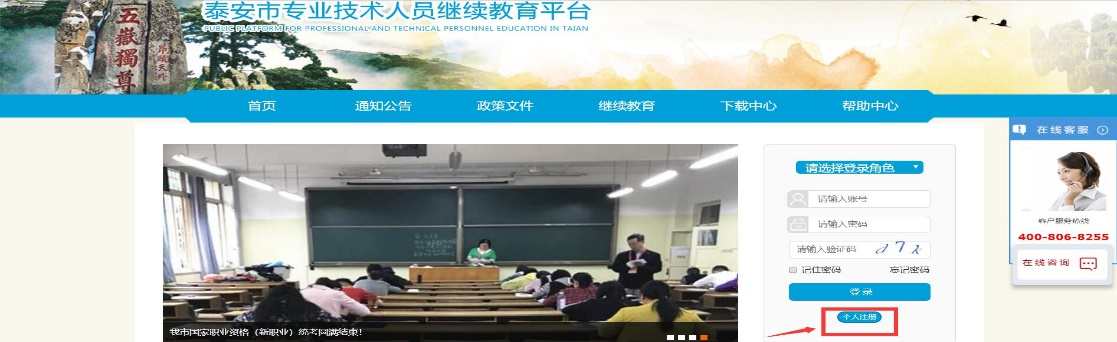 泰安市专业技术人员继续教育平台
PUBLIC PLATFORM FOR PROFESSIONAL AND TECHNICAL PERSONNEL EDUCATION IN TAIAN
五嶽獨尊
昂頭天外
首页
通知公告
政策文件
继续教育
下载中心
帮助中心
在线客服
请选择登录角色
请输入账号
请输入密码
请输入验证码
记住密码 忘记密码
登录
个人注册
客户服务热线
400-806-8255
在线咨询
我市国家职业资格（新职业）统考圆满结束！